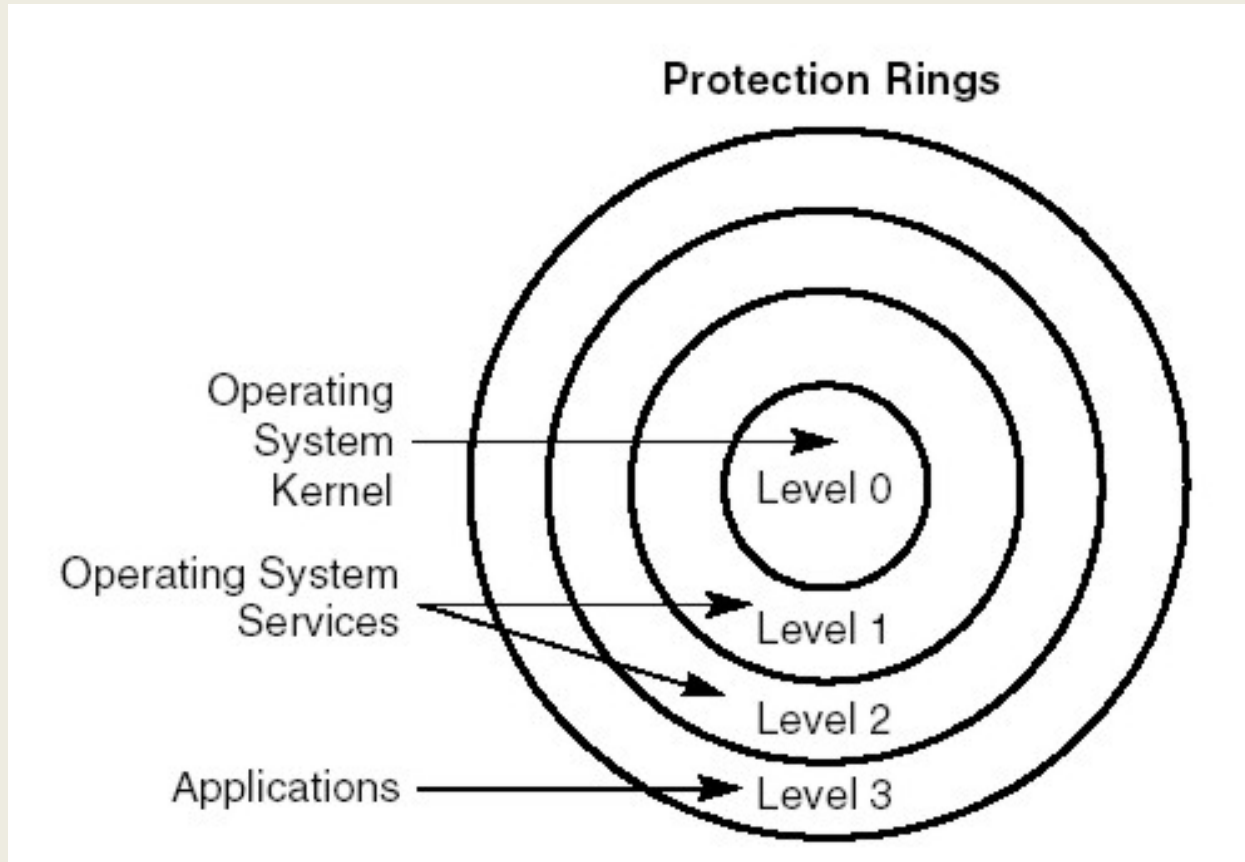 Protection Rings
Operating
System
Kernel
Level 0
Operating System
Services
Level 1
Level 2
Applications
Level 3